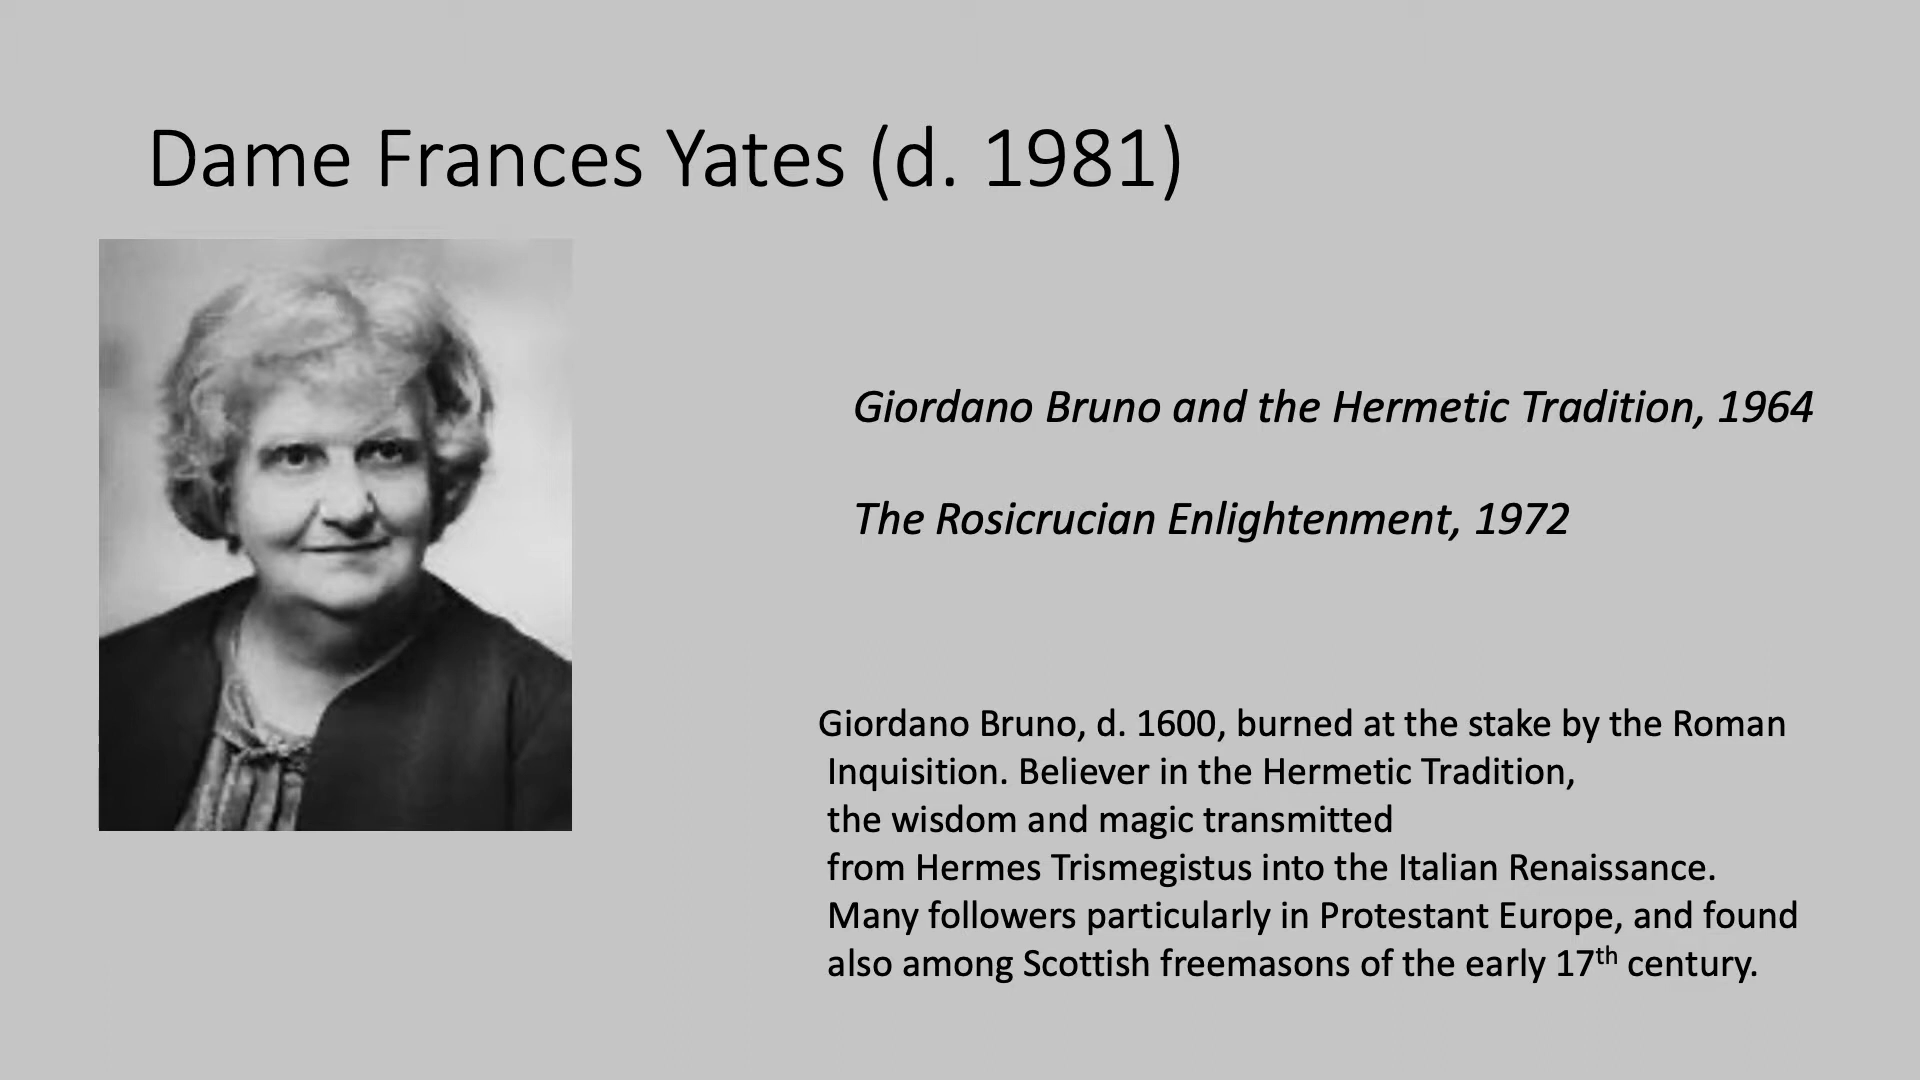 Dame Frances Yates (d. 1981)
Giordano Bruno and the Hermetic Tradition, 1964
The Rosicrucian Enlightenment, 1972
Giordano Bruno, d. 1600, burned at the stake by the Roman
Inquisition. Believer in the Hermetic Tradition,
the wisdom and magic transmitted
from Hermes Trismegistus into the Italian Renaissance.
Many followers particularly in Protestant Europe, and found
also among Scottish freemasons of the early 17th century.